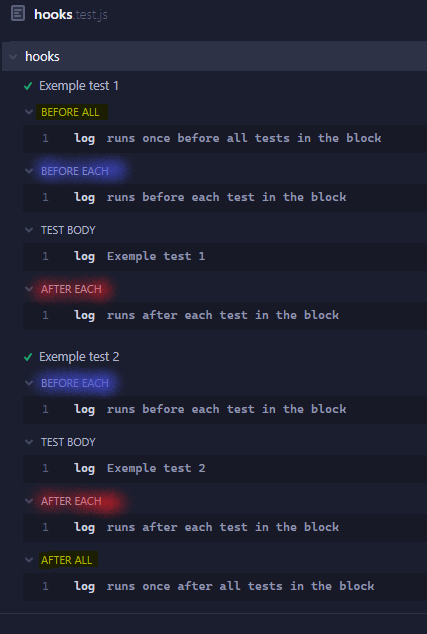 hooks.test.js
hooks
Exemple test 1
BEFORE ALL
1 log runs once before all tests in the block
BEFORE EACH
1 log runs before each test in the block
TEST BODY
1 log Exemple test 1
AFTER EACH
1 log runs after each test in the block
Exemple test 2
BEFORE EACH
1 log runs before each test in the block
TEST BODY
1 log Exemple test 2
AFTER EACH
1 log runs after each test in the block
AFTER ALL
1 log runs once after all tests in the block